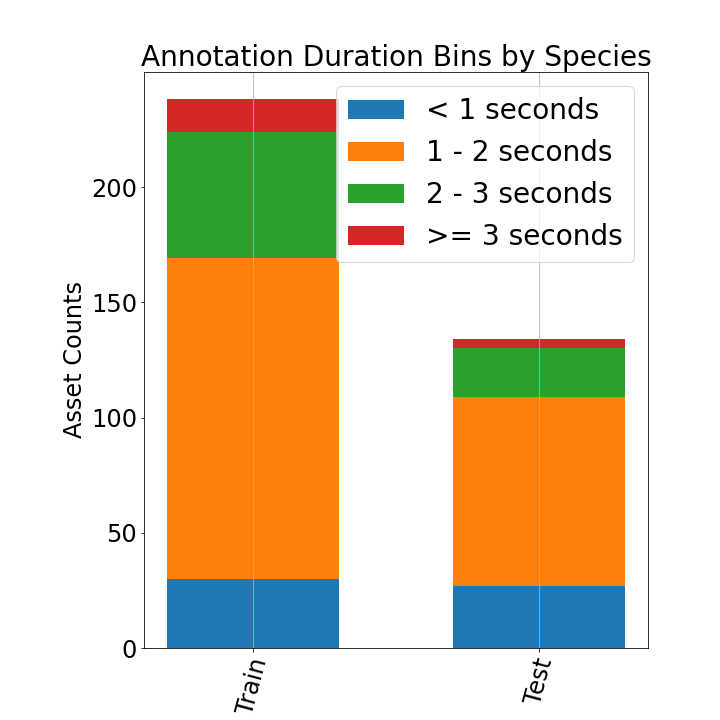 Annotation Duration Bins by Species
< 1 seconds
1 - 2 seconds
2 - 3 seconds
>= 3 seconds
Asset Counts
200
150
100
50
0
Train
Test